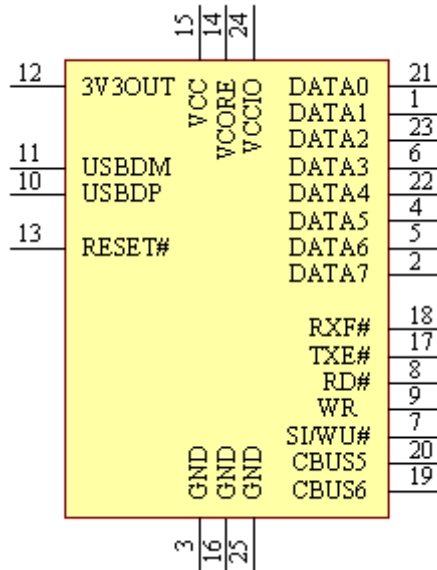 15 14 24
12 3V3OUT VCC VCORE VCCIO DATA0 21
DATA1 1
DATA2 23
11 USBDM DATA3 6
10 USBDP DATA4 22
DATA5 4
13 RESET# DATA6 5
DATA7 2
RXF# 18
TXE# 17
RD# 8
WR 9
SI/WU# 7
CBUS5 20
CBUS6 19
GND GND GND
3 16 25